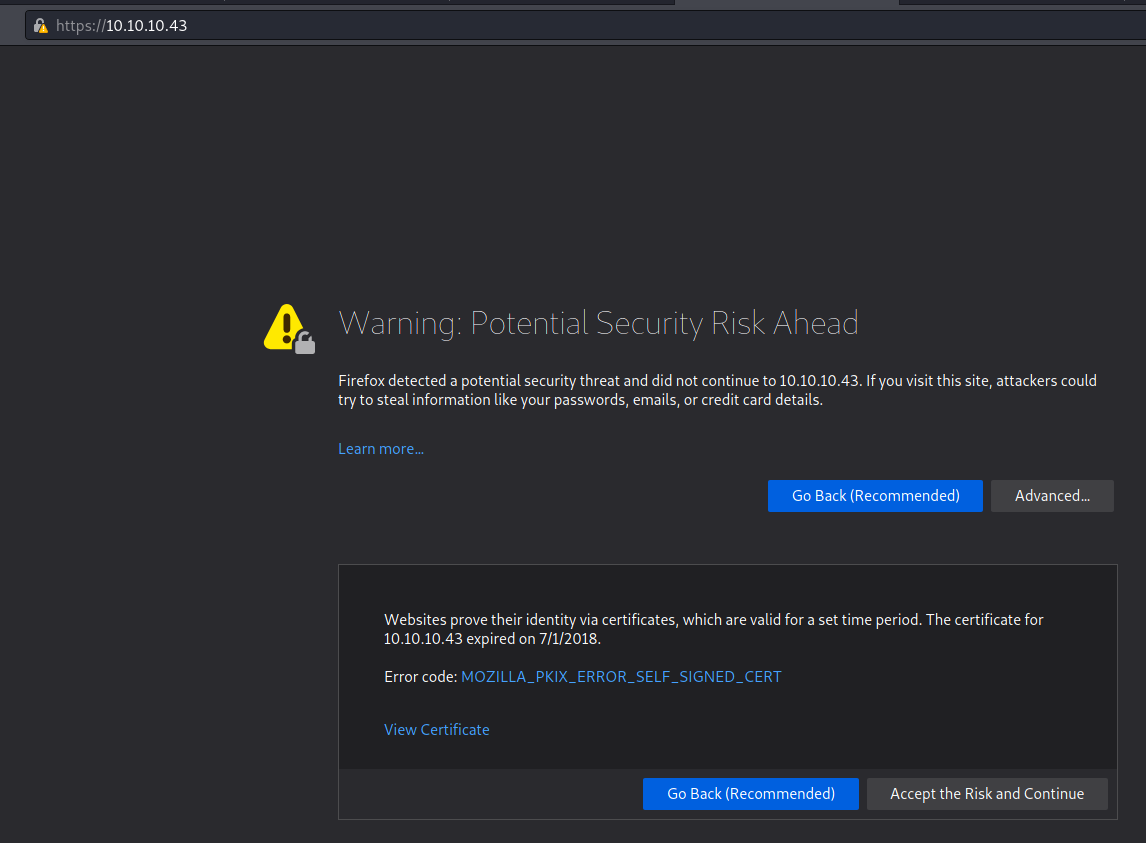 https://10.10.10.43
Warning: Potential Security Risk Ahead
Firefox detected a potential security threat and did not continue to 10.10.10.43. If you visit this site, attackers could
try to steal information like your passwords, emails, or credit card details.
Learn more...
Go Back (Recommended)
Advanced...
Websites prove their identity via certificates, which are valid for a set time period. The certificate for
10.10.10.43 expired on 7/1/2018.
Error code: MOZILLA_PKIX_ERROR_SELF_SIGNED_CERT
View Certificate
Go Back (Recommended)
Accept the Risk and Continue